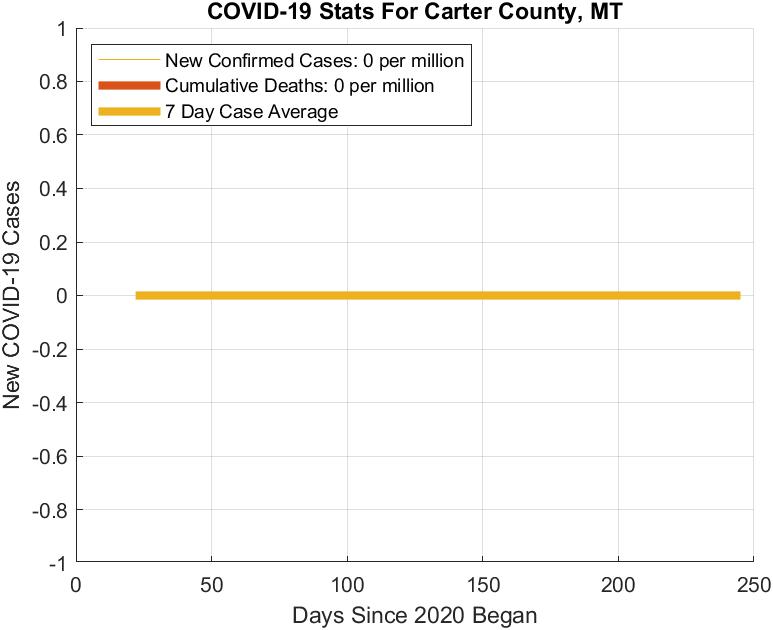 COVID-19 Stats For Carter County, MT
New Confirmed Cases: 0 per million
Cumulative Deaths: 0 per million
7 Day Case Average
New COVID-19 Cases
1
0.8
0.6
0.4
0.2
0
-0.2
-0.4
-0.6
-0.8
-1
0 50 100 150 200 250
Days Since 2020 Began